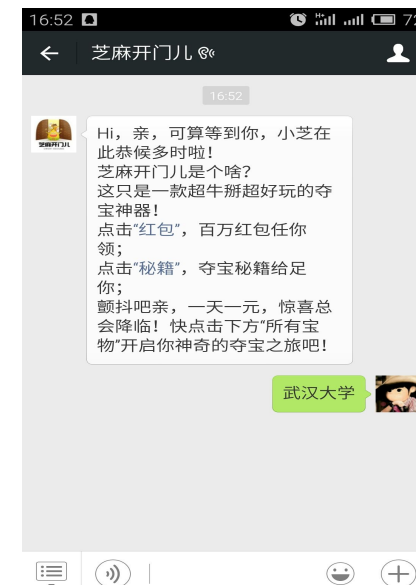 16:52
72
芝麻开门儿
16:52
Hi，亲，可算等到你，小芝在
此恭候多时啦！
芝麻开门儿是个啥？
这只是一款超牛掰超好玩的夺
宝神器！
点击“红包”，百万红包任你
领；
点击“秘籍”，夺宝秘籍给足
你；
颤抖吧亲，一天一元，惊喜总
会降临！快点击下方“所有宝
物”开启你神奇的夺宝之旅吧！
芝麻开门儿
武汉大学